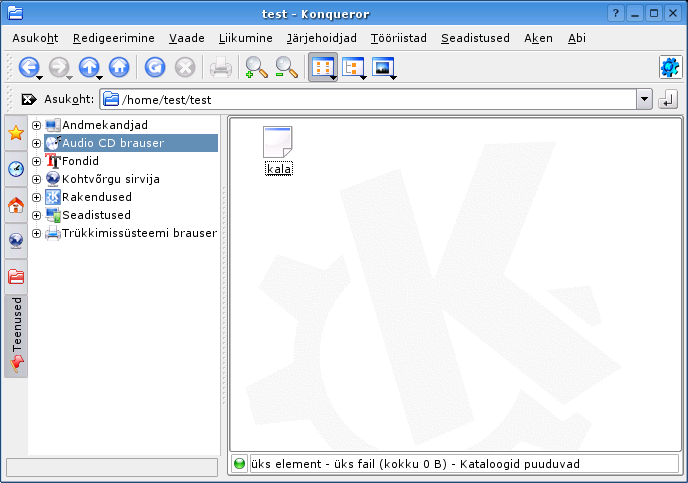 test - Konqueror
Asukoht Redigeerimine Vaade Liikumine Järjehoidjad Tööriistad Seadistused Aken Abi
Asukoht: /home/test/test
Andmekandjad
Audio CD brauser
Fondid
Kohtvõrgu sirvija
Rakendused
Seadistused
Trükkimissüsteemi brauser
Teenused
kala
üks element - üks fail (kokku 0 B) - Kataloogid puuduvad